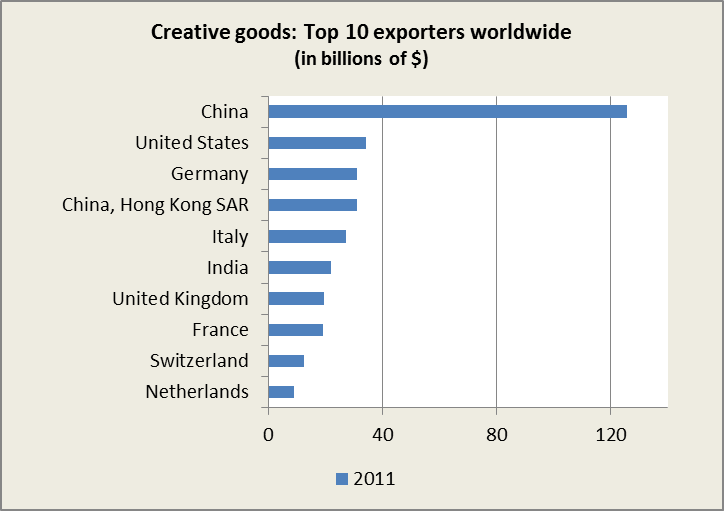 Creative goods: Top 10 exporters worldwide
(in billions of $)
China
United States
Germany
China, Hong Kong SAR
Italy
India
United Kingdom
France
Switzerland
Netherlands
0 40 80 120
2011